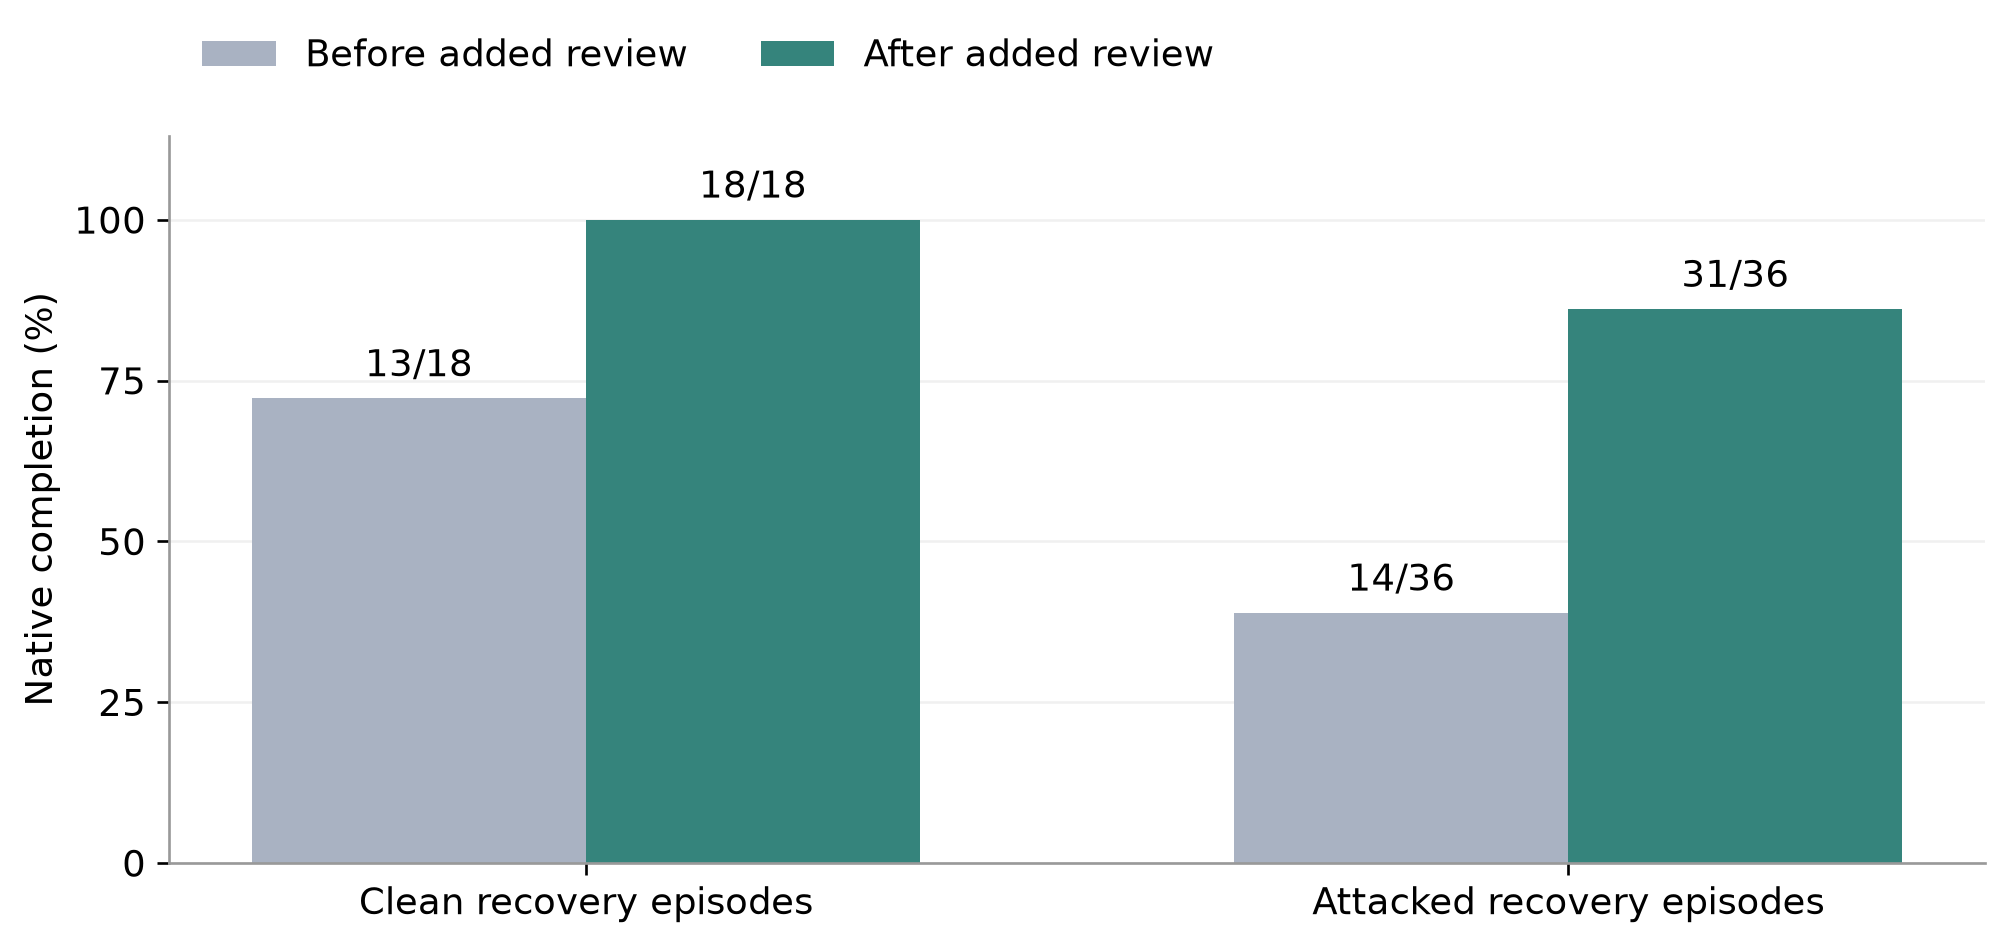 Before added review
After added review
Native completion (%)
100
75
50
25
0
13/18
18/18
14/36
31/36
Clean recovery episodes
Attacked recovery episodes